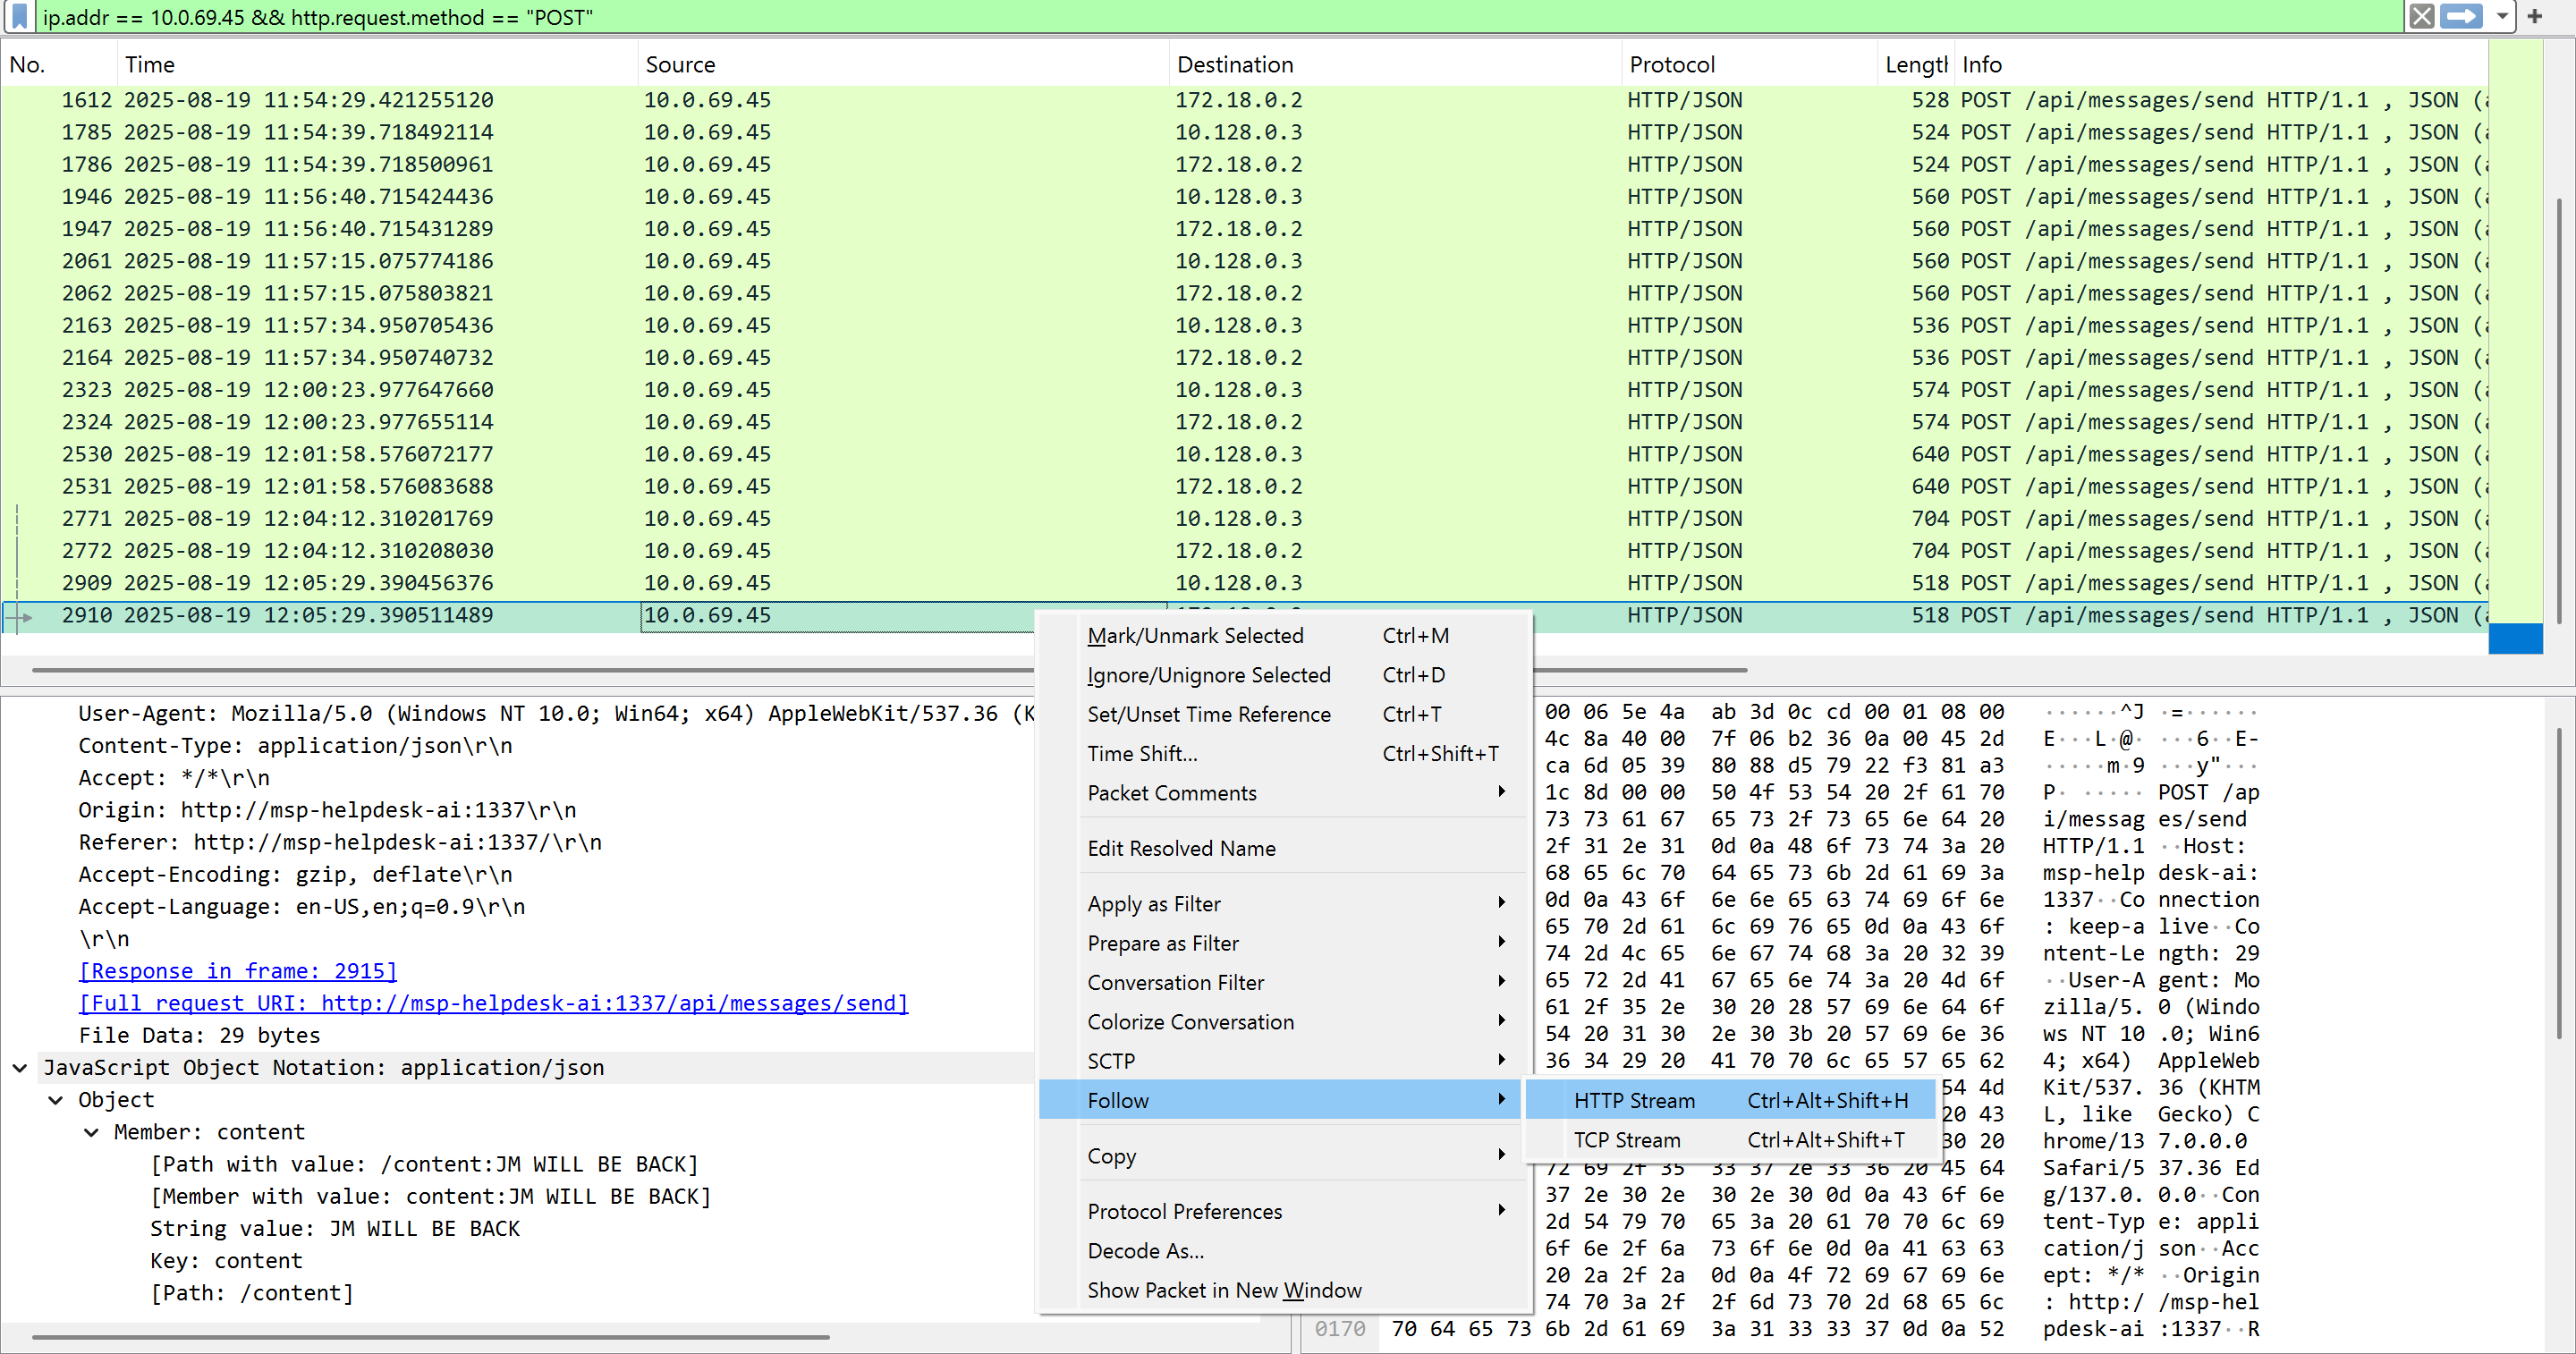 ip.addr == 10.0.69.45 && http.request.method == "POST"
No. Time Source Destination Protocol Length Info
1612 2025-08-19 11:54:29.421255120 10.0.69.45 172.18.0.2 HTTP/JSON 528 POST /api/messages/send HTTP/1.1 , JSON (a
1785 2025-08-19 11:54:39.718492114 10.0.69.45 10.128.0.3 HTTP/JSON 524 POST /api/messages/send HTTP/1.1 , JSON (a
1786 2025-08-19 11:54:39.718500961 10.0.69.45 172.18.0.2 HTTP/JSON 524 POST /api/messages/send HTTP/1.1 , JSON (a
1946 2025-08-19 11:56:40.715424436 10.0.69.45 10.128.0.3 HTTP/JSON 560 POST /api/messages/send HTTP/1.1 , JSON (a
1947 2025-08-19 11:56:40.715431289 10.0.69.45 172.18.0.2 HTTP/JSON 560 POST /api/messages/send HTTP/1.1 , JSON (a
2061 2025-08-19 11:57:15.075774186 10.0.69.45 10.128.0.3 HTTP/JSON 560 POST /api/messages/send HTTP/1.1 , JSON (a
2062 2025-08-19 11:57:15.075803821 10.0.69.45 172.18.0.2 HTTP/JSON 560 POST /api/messages/send HTTP/1.1 , JSON (a
2163 2025-08-19 11:57:34.950705436 10.0.69.45 10.128.0.3 HTTP/JSON 536 POST /api/messages/send HTTP/1.1 , JSON (a
2164 2025-08-19 11:57:34.950740732 10.0.69.45 172.18.0.2 HTTP/JSON 536 POST /api/messages/send HTTP/1.1 , JSON (a
2323 2025-08-19 12:00:23.977647660 10.0.69.45 10.128.0.3 HTTP/JSON 574 POST /api/messages/send HTTP/1.1 , JSON (a
2324 2025-08-19 12:00:23.977655114 10.0.69.45 172.18.0.2 HTTP/JSON 574 POST /api/messages/send HTTP/1.1 , JSON (a
2530 2025-08-19 12:01:58.576072177 10.0.69.45 10.128.0.3 HTTP/JSON 640 POST /api/messages/send HTTP/1.1 , JSON (a
2531 2025-08-19 12:01:58.576083688 10.0.69.45 172.18.0.2 HTTP/JSON 640 POST /api/messages/send HTTP/1.1 , JSON (a
2771 2025-08-19 12:04:12.310201769 10.0.69.45 10.128.0.3 HTTP/JSON 704 POST /api/messages/send HTTP/1.1 , JSON (a
2772 2025-08-19 12:04:12.310208030 10.0.69.45 172.18.0.2 HTTP/JSON 704 POST /api/messages/send HTTP/1.1 , JSON (a
2909 2025-08-19 12:05:29.390456376 10.0.69.45 10.128.0.3 HTTP/JSON 518 POST /api/messages/send HTTP/1.1 , JSON (a
2910 2025-08-19 12:05:29.390511489 10.0.69.45 HTTP/JSON 518 POST /api/messages/send HTTP/1.1 , JSON (a
User-Agent: Mozilla/5.0 (Windows NT 10.0; Win64; x64) AppleWebKit/537.36 (K
Content-Type: application/json\r\n
Accept: */*\r\n
Origin: http://msp-helpdesk-ai:1337\r\n
Referer: http://msp-helpdesk-ai:1337/\r\n
Accept-Encoding: gzip, deflate\r\n
Accept-Language: en-US,en;q=0.9\r\n
\r\n
[Response in frame: 2915]
[Full request URI: http://msp-helpdesk-ai:1337/api/messages/send]
File Data: 29 bytes
JavaScript Object Notation: application/json
Object
Member: content
[Path with value: /content:JM WILL BE BACK]
[Member with value: content:JM WILL BE BACK]
String value: JM WILL BE BACK
Key: content
[Path: /content]
Mark/Unmark Selected Ctrl+M
Ignore/Unignore Selected Ctrl+D
Set/Unset Time Reference Ctrl+T
Time Shift... Ctrl+Shift+T
Packet Comments
Edit Resolved Name
Apply as Filter
Prepare as Filter
Conversation Filter
Colorize Conversation
SCTP
Follow
Copy
Protocol Preferences
Decode As...
Show Packet in New Window
HTTP Stream Ctrl+Alt+Shift+H
TCP Stream Ctrl+Alt+Shift+T
00 06 5e 4a ab 3d 0c cd 00 01 08 00 ······^J ·=······
4c 8a 40 00 7f 06 b2 36 0a 00 45 2d E···L·@· ···6··E-
ca 6d 05 39 80 88 d5 79 22 f3 81 a3 ·····m·9 ···y"···
1c 8d 00 00 50 4f 53 54 20 2f 61 70 P· ····· POST /ap
73 73 61 67 65 73 2f 73 65 6e 64 20 i/messag es/send
2f 31 2e 31 0d 0a 48 6f 73 74 3a 20 HTTP/1.1 ··Host:
68 65 6c 70 64 65 73 6b 2d 61 69 3a msp-help desk-ai:
0d 0a 43 6f 6e 6e 65 63 74 69 6f 6e 1337··Co nnection
65 70 2d 61 6c 69 76 65 0d 0a 43 6f : keep-a live··Co
74 2d 4c 65 6e 67 74 68 3a 20 32 39 ntent-Le ngth: 29
65 72 2d 41 67 65 6e 74 3a 20 4d 6f ··User-A gent: Mo
61 2f 35 2e 30 20 28 57 69 6e 64 6f zilla/5. 0 (Windo
54 20 31 30 2e 30 3b 20 57 69 6e 36 ws NT 10 .0; Win6
36 34 29 20 41 70 70 6c 65 57 65 62 4; x64) AppleWeb
54 4d Kit/537. 36 (KHTM
20 43 L, like Gecko) C
30 20 hrome/13 7.0.0.0
72 69 2f 35 33 37 2e 33 36 20 45 64 Safari/5 37.36 Ed
37 2e 30 2e 30 2e 30 0d 0a 43 6f 6e g/137.0. 0.0··Con
2d 54 79 70 65 3a 20 61 70 70 6c 69 tent-Typ e: appli
6f 6e 2f 6a 73 6f 6e 0d 0a 41 63 63 cation/j son··Acc
20 2a 2f 2a 0d 0a 4f 72 69 67 69 6e ept: */* ··Origin
74 70 3a 2f 2f 6d 73 70 2d 68 65 6c : http:/ /msp-hel
0170 70 64 65 73 6b 2d 61 69 3a 31 33 33 37 0d 0a 52 pdesk-ai :1337··R